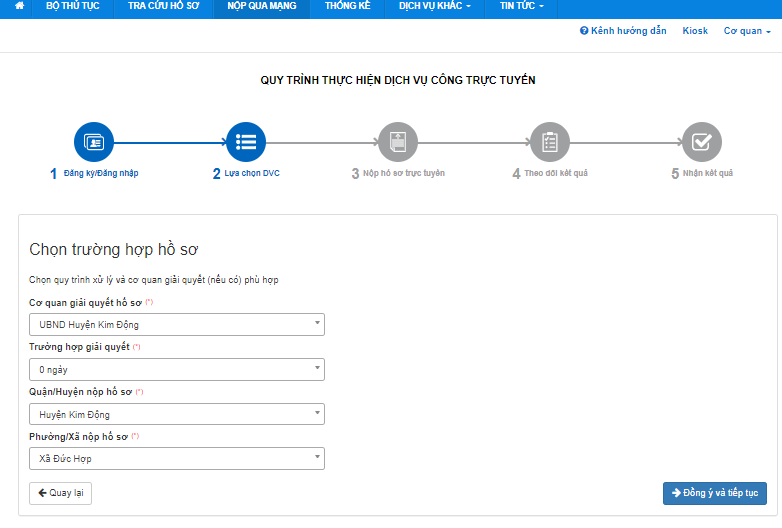 BỘ THỦ TỤC TRA CỨU HỒ SƠ NỘP QUA MẠNG THỐNG KÊ DỊCH VỤ KHÁC TIN TỨC
Kênh hướng dẫn Kiosk Cơ quan
QUY TRÌNH THỰC HIỆN DỊCH VỤ CÔNG TRỰC TUYẾN
1 Đăng ký/Đăng nhập 2 Lựa chọn DVC 3 Nộp hồ sơ trực tuyến 4 Theo dõi kết quả 5 Nhận kết quả
Chọn trường hợp hồ sơ
Chọn quy trình xử lý và cơ quan giải quyết (nếu có) phù hợp
Cơ quan giải quyết hồ sơ (*)
UBND Huyện Kim Động
Trường hợp giải quyết (*)
0 ngày
Quận/Huyện nộp hồ sơ (*)
Huyện Kim Động
Phường/Xã nộp hồ sơ (*)
Xã Đức Hợp
Quay lại Đồng ý và tiếp tục